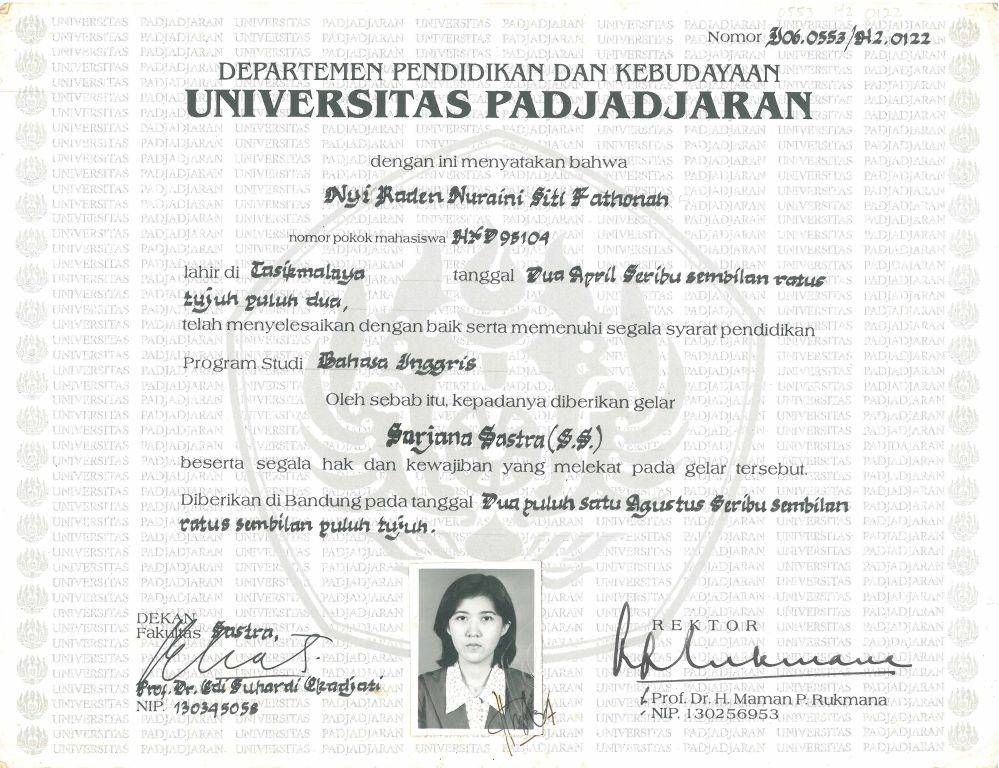 Nomor J06.0553/H2.0122
DEPARTEMEN PENDIDIKAN DAN KEBUDAYAAN
UNIVERSITAS PADJADJARAN
dengan ini menyatakan bahwa
Nyi Raden Nuraini Siti Fathonah
nomor pokok mahasiswa HXD95104
lahir di Tasikmalaya tanggal Dua April Seribu sembilan ratus
tujuh puluh dua,
telah menyelesaikan dengan baik serta memenuhi segala syarat pendidikan
Program Studi Bahasa Inggris
Oleh sebab itu, kepadanya diberikan gelar
Sarjana Sastra (S.S.)
beserta segala hak dan kewajiban yang melekat pada gelar tersebut.
Diberikan di Bandung pada tanggal Dua puluh satu Agustus Seribu sembilan
ratus sembilan puluh tujuh.
DEKAN
Fakultas Sastra,
Prof. Dr. Edi Suhardi Ekadjati
NIP. 130345058
REKTOR
Prof. Dr. H. Maman P. Rukmana
NIP. 130256953